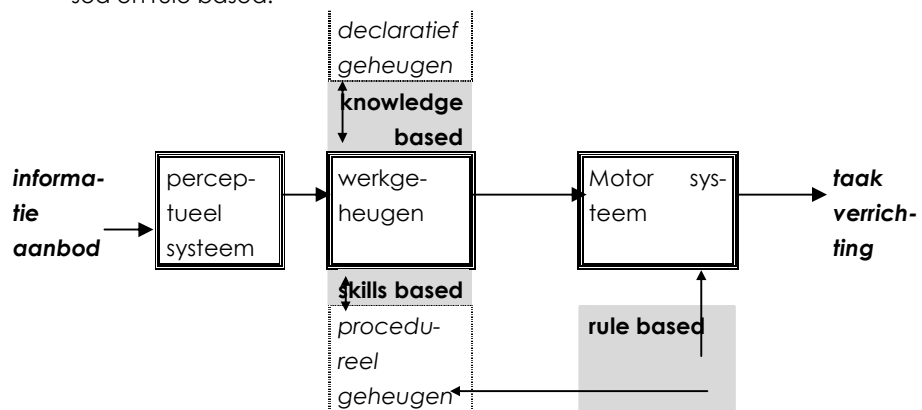 sed en rule based.
declaratief
geheugen
knowledge
based
informa-
tie
aanbod
percep-
tueel
systeem
werkge-
heugen
Motor sys-
teem
taak
verrich-
ting
skills based
procedu-
reel
geheugen
rule based